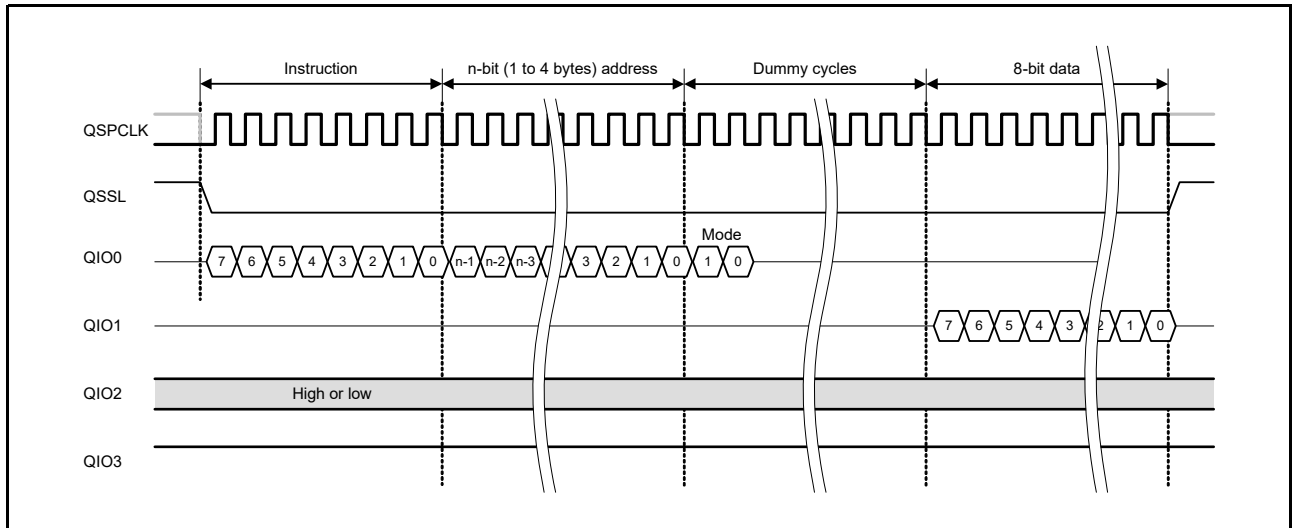 Instruction
n-bit (1 to 4 bytes) address
Dummy cycles
8-bit data
QSPCLK
QSSL
Mode
QIO0
7 6 5 4 3 2 1 0 n-1 n-2 n-3 3 2 1 0 1 0
QIO1
7 6 5 4 3 2 1 0
QIO2
High or low
QIO3